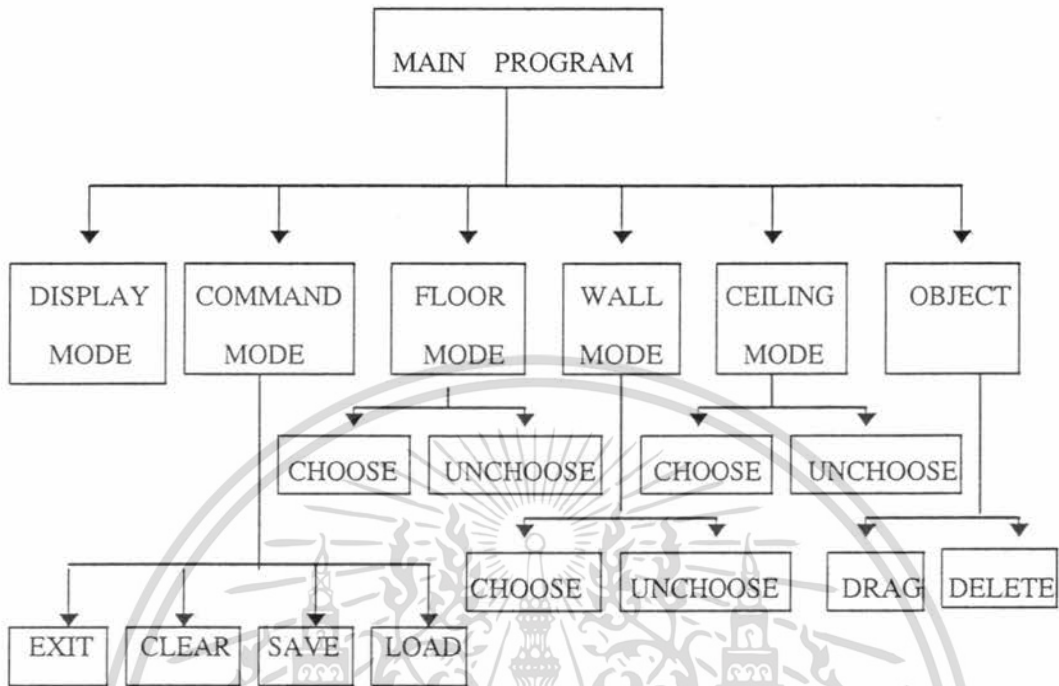 MAIN PROGRAM
DISPLAY
MODE
COMMAND
MODE
FLOOR
MODE
WALL
MODE
CEILING
MODE
OBJECT
CHOOSE
UNCHOOSE
CHOOSE
UNCHOOSE
CHOOSE
UNCHOOSE
DRAG
DELETE
EXIT
CLEAR
SAVE
LOAD